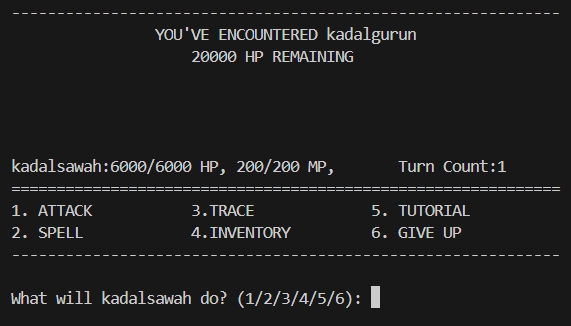 -------------------------------------------------------------
YOU'VE ENCOUNTERED kadalgurun
20000 HP REMAINING
kadalsawah:6000/6000 HP, 200/200 MP, Turn Count:1
=============================================================
1. ATTACK 3.TRACE 5. TUTORIAL
2. SPELL 4.INVENTORY 6. GIVE UP
-------------------------------------------------------------
What will kadalsawah do? (1/2/3/4/5/6):